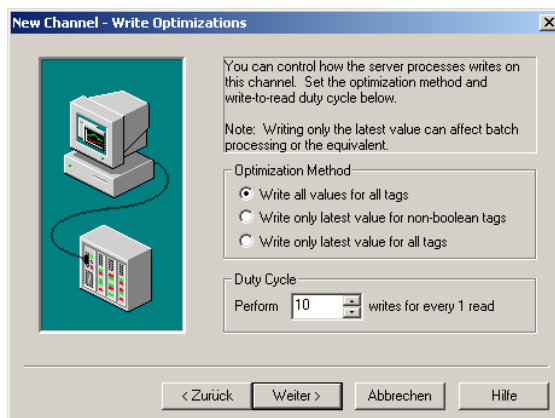 New Channel - Write Optimizations
You can control how the server processes writes on
this channel. Set the optimization method and
write-to-read duty cycle below.
Note: Writing only the latest value can affect batch
processing or the equivalent.
Optimization Method
Write all values for all tags
Write only latest value for non-boolean tags
Write only latest value for all tags
Duty Cycle
Perform 10 writes for every 1 read
< Zurück Weiter > Abbrechen Hilfe